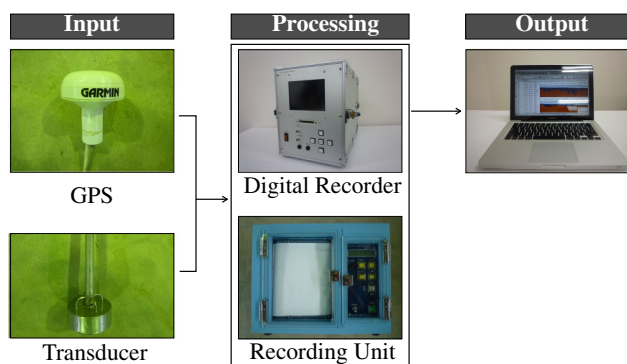 Input
Processing
Output
GARMIN
GPS
Digital Recorder
Transducer
Recording Unit